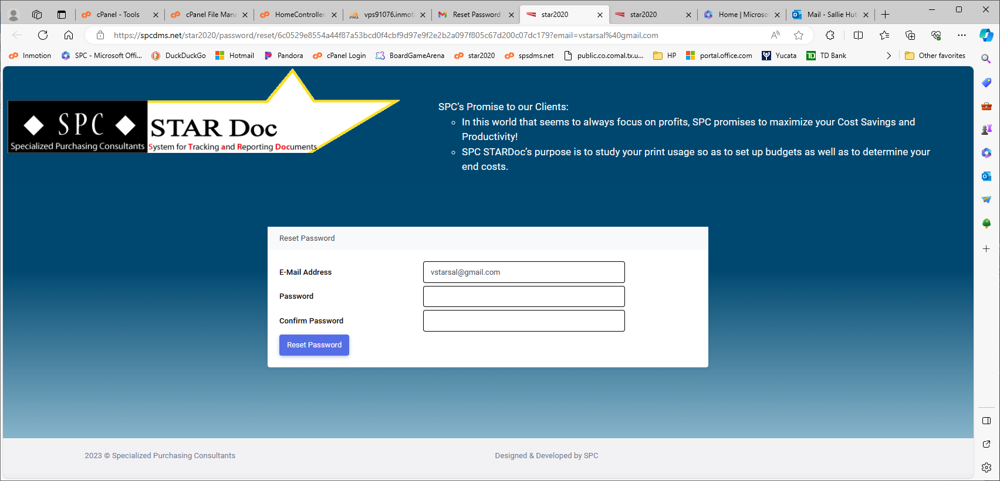 cPanel - Tools
cPanel File Mana
HomeController.
vps91076.inmoti
Reset Password
star2020
star2020
Home | Microsof
Mail - Sallie Hut
https://spcdms.net/star2020/password/reset/6c0529e8554a44f87a53bcd0f4cbf9d97e9f2e2b2a097f805c67d200c07dc179?email=vstarsal%40gmail.com
Inmotion
SPC - Microsoft Offi...
DuckDuckGo
Hotmail
Pandora
cPanel Login
BoardGameArena
star2020
spsdms.net
public.co.comal.tx.u...
HP
portal.office.com
Yucata
TD Bank
Other favorites
SPC
Specialized Purchasing Consultants
STAR Doc
System for Tracking and Reporting Documents
SPC's Promise to our Clients:
In this world that seems to always focus on profits, SPC promises to maximize your Cost Savings and
Productivity!
SPC STARDoc's purpose is to study your print usage so as to set up budgets as well as to determine your
end costs.
Reset Password
E-Mail Address
vstarsal@gmail.com
Password
Confirm Password
Reset Password
2023 © Specialized Purchasing Consultants
Designed & Developed by SPC